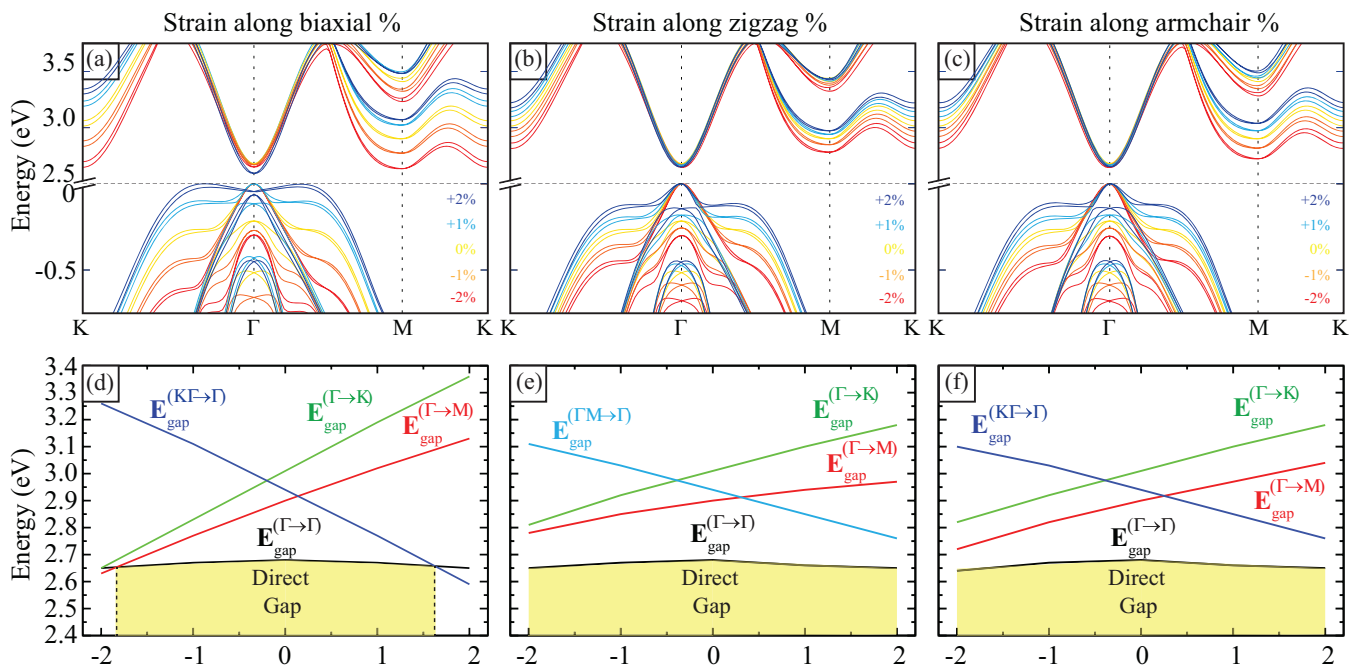 Strain along biaxial %
Strain along zigzag %
Strain along armchair %
(a)
(b)
(c)
Energy (eV)
3.5
3.0
2.5
0
-0.5
+2%
+1%
0%
-1%
-2%
+2%
+1%
0%
-1%
-2%
+2%
+1%
0%
-1%
-2%
K
Γ
M
K
K
Γ
M
K
K
Γ
M
K
(d)
(e)
(f)
Energy (eV)
3.4
3.3
3.2
3.1
3.0
2.9
2.8
2.7
2.6
2.5
2.4
E gap (KΓ→Γ)
E gap (Γ→K)
E gap (Γ→M)
E gap (Γ→Γ)
Direct
Gap
E gap (ΓM→Γ)
E gap (Γ→K)
E gap (Γ→M)
E gap (Γ→Γ)
Direct
Gap
E gap (KΓ→Γ)
E gap (Γ→K)
E gap (Γ→M)
E gap (Γ→Γ)
Direct
Gap
-2 -1 0 1 2
-2 -1 0 1 2
-2 -1 0 1 2